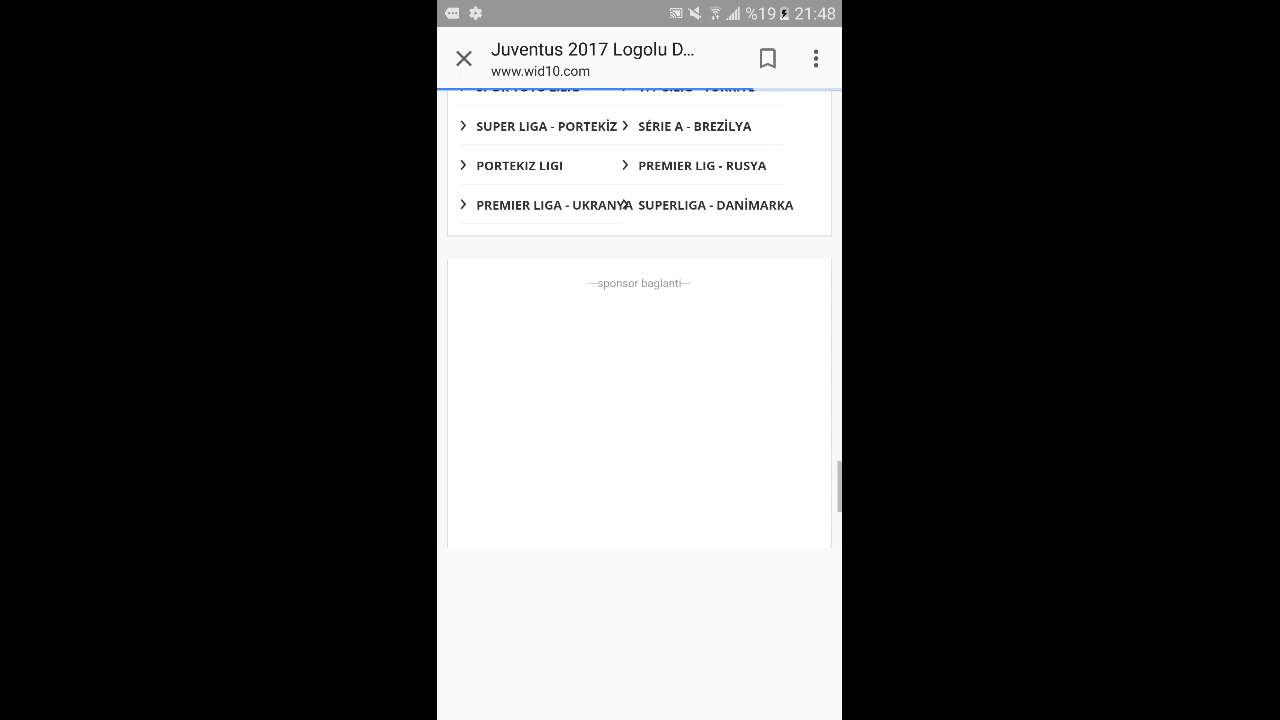 %19 21:48
Juventus 2017 Logolu D...
www.wid10.com
SUPER LIGA - PORTEKİZ
SÉRIE A - BREZİLYA
PORTEKIZ LIGI
PREMIER LIG - RUSYA
PREMIER LIGA - UKRANYA
SUPERLIGA - DANİMARKA
---sponsor baglanti---